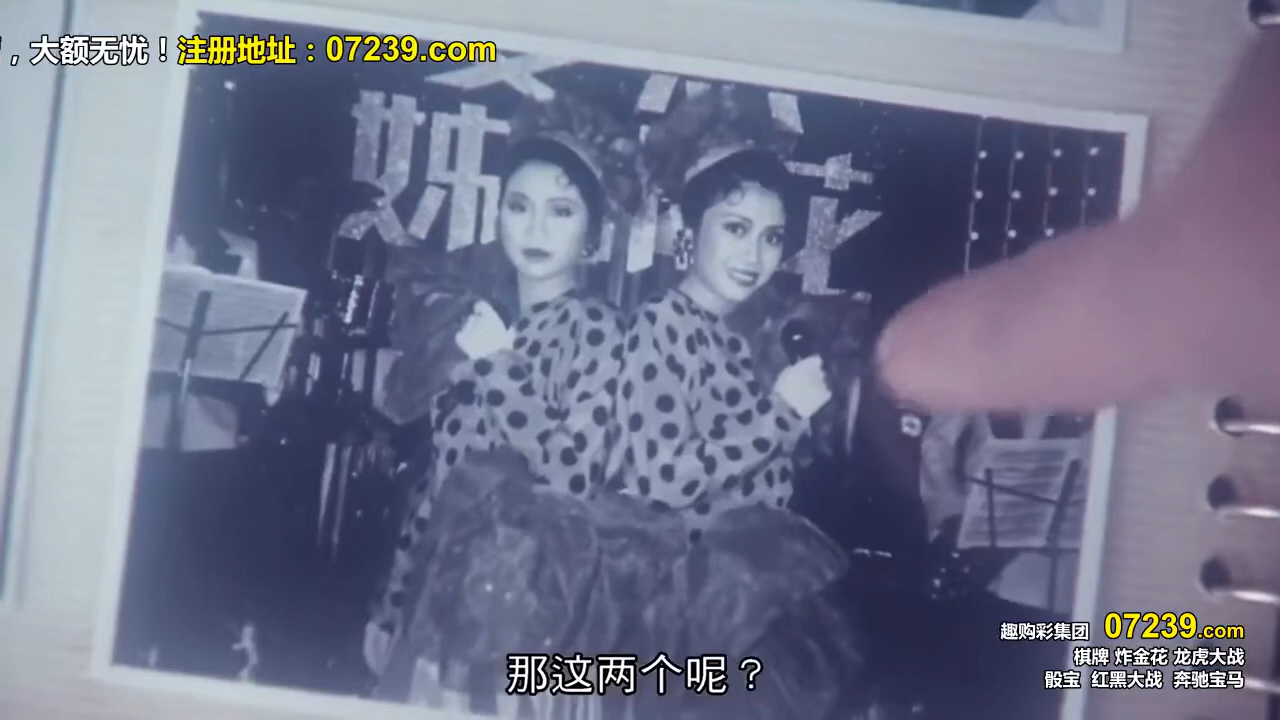 ，大额无忧！注册地址：07239.com
姊
趣购彩集团 07239.com
棋牌 炸金花 龙虎大战
骰宝 红黑大战 奔驰宝马
那这两个呢？